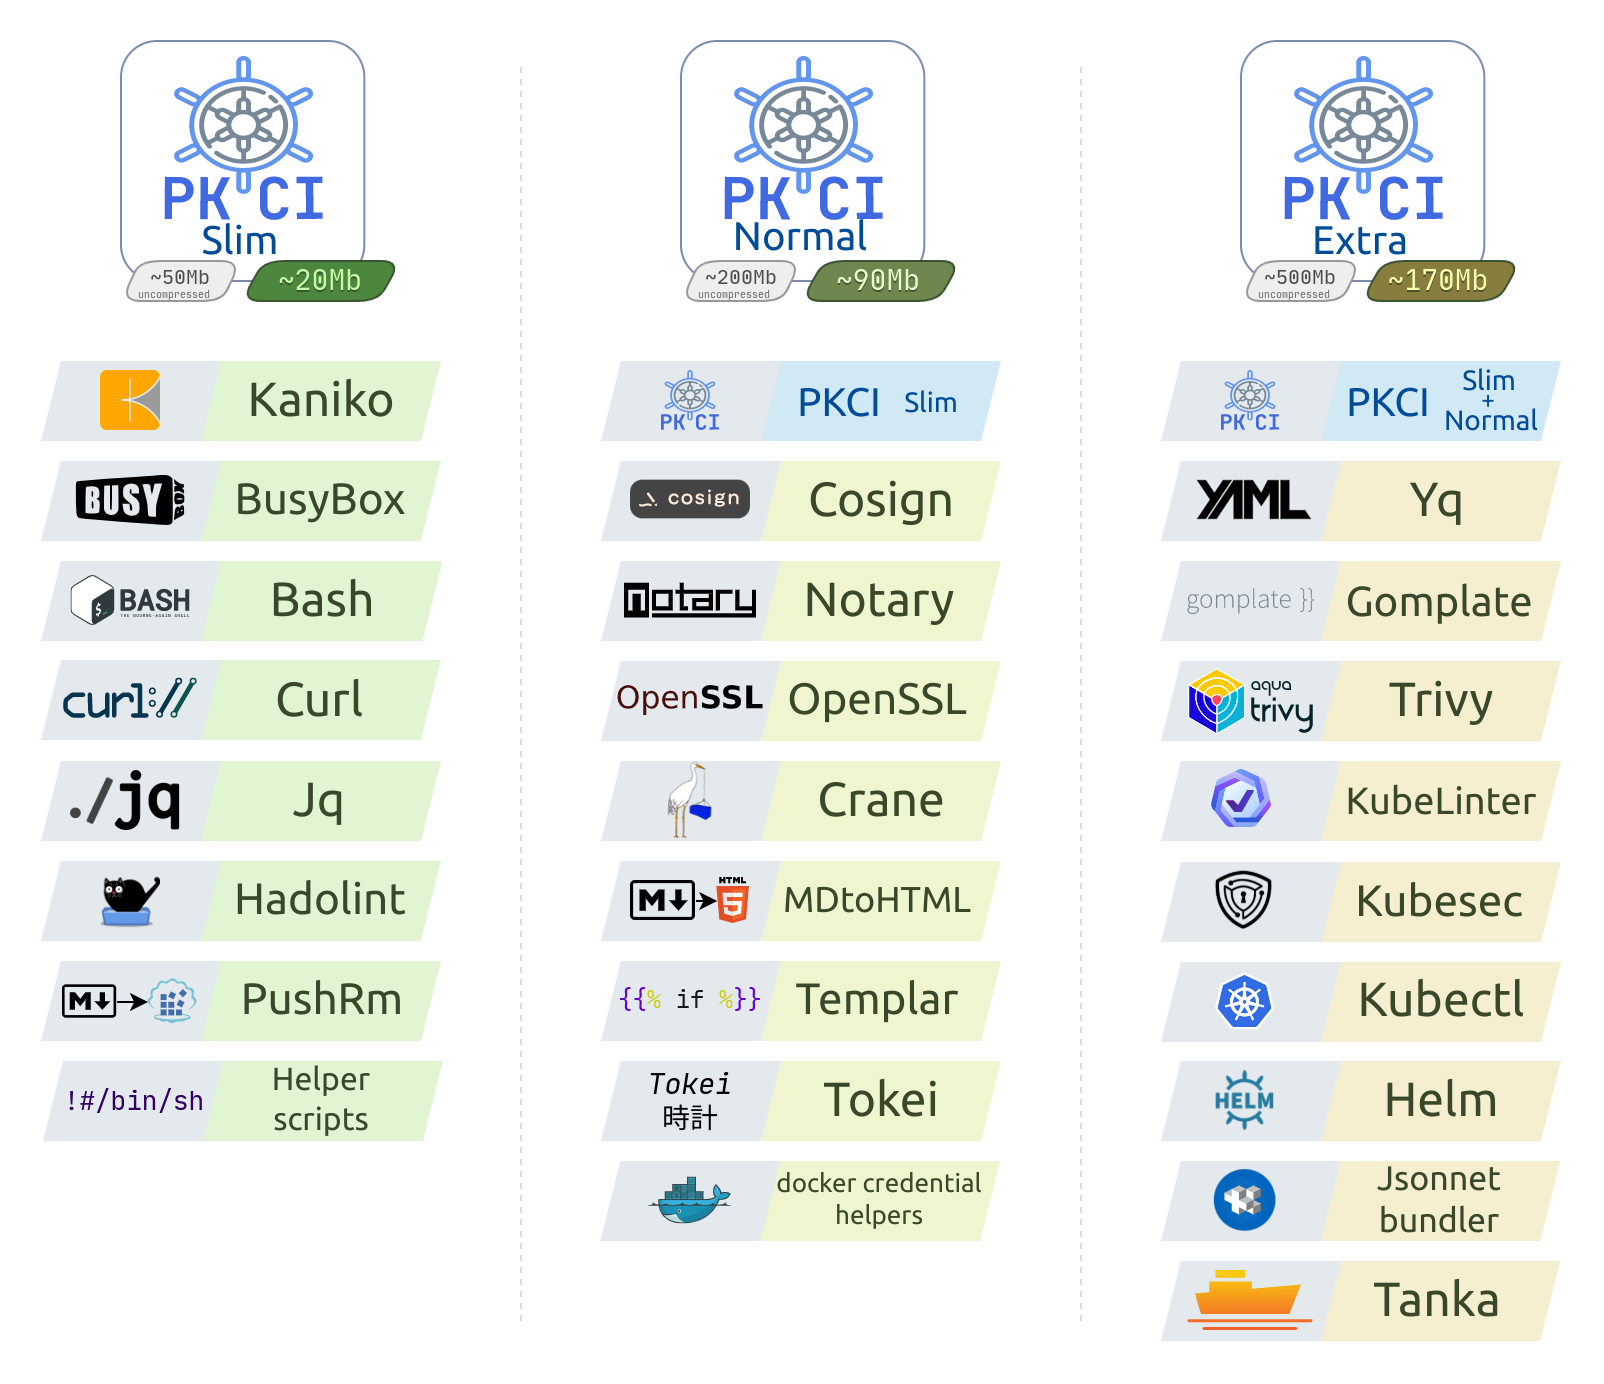 PK CI
Slim
~50Mb
uncompressed
~20Mb
Kaniko
BUSY
BOX
BusyBox
$
BASH
THE BOURNE-AGAIN SHELL
Bash
curl://
Curl
./jq
Jq
Hadolint
M
PushRm
!#/bin/sh
Helper
scripts
PK CI
Normal
~200Mb
uncompressed
~90Mb
PK CI
PKCI Slim
cosign
Cosign
notary
Notary
OpenSSL
OpenSSL
Crane
M
HTML
5
MDtoHTML
{{% if %}}
Templar
Tokei
時計
Tokei
docker credential
helpers
PK CI
Extra
~500Mb
uncompressed
~170Mb
PK CI
PKCI
Slim
+
Normal
YAML
Yq
gomplate }}
Gomplate
aqua
trivy
Trivy
KubeLinter
Kubesec
Kubectl
HELM
Helm
Jsonnet
bundler
Tanka